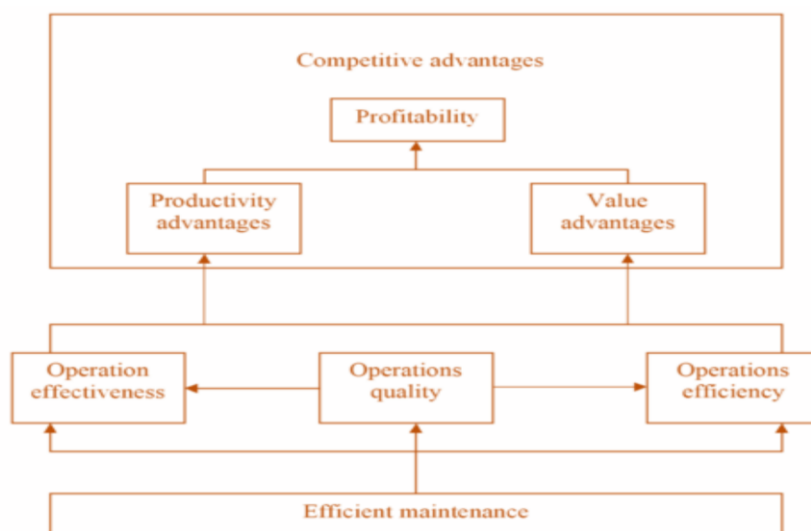 Competitive advantages
Profitability
Productivity
advantages
Value
advantages
Operation
effectiveness
Operations
quality
Operations
efficiency
Efficient maintenance